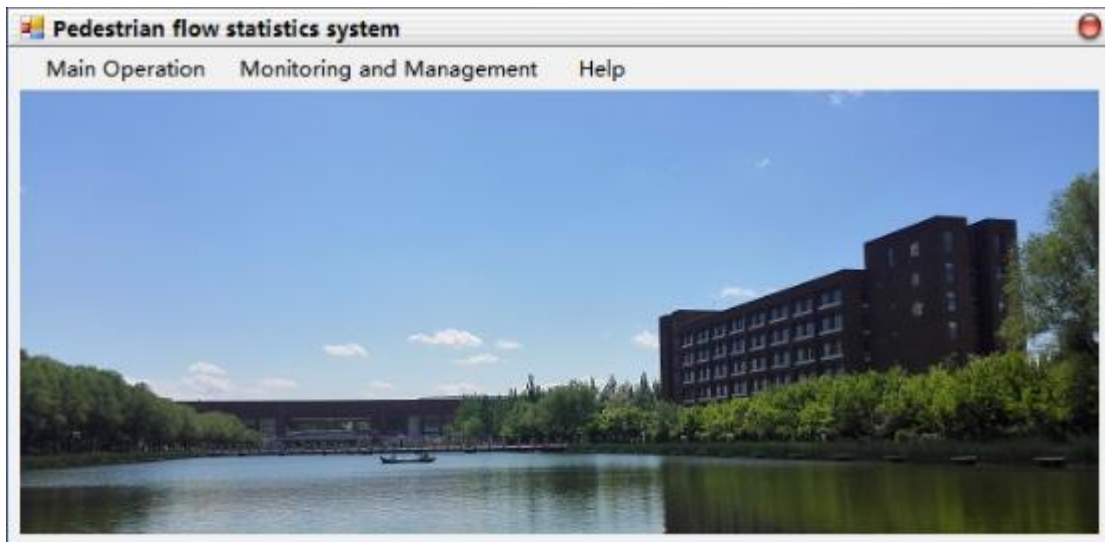 Pedestrian flow statistics system
Main Operation Monitoring and Management Help